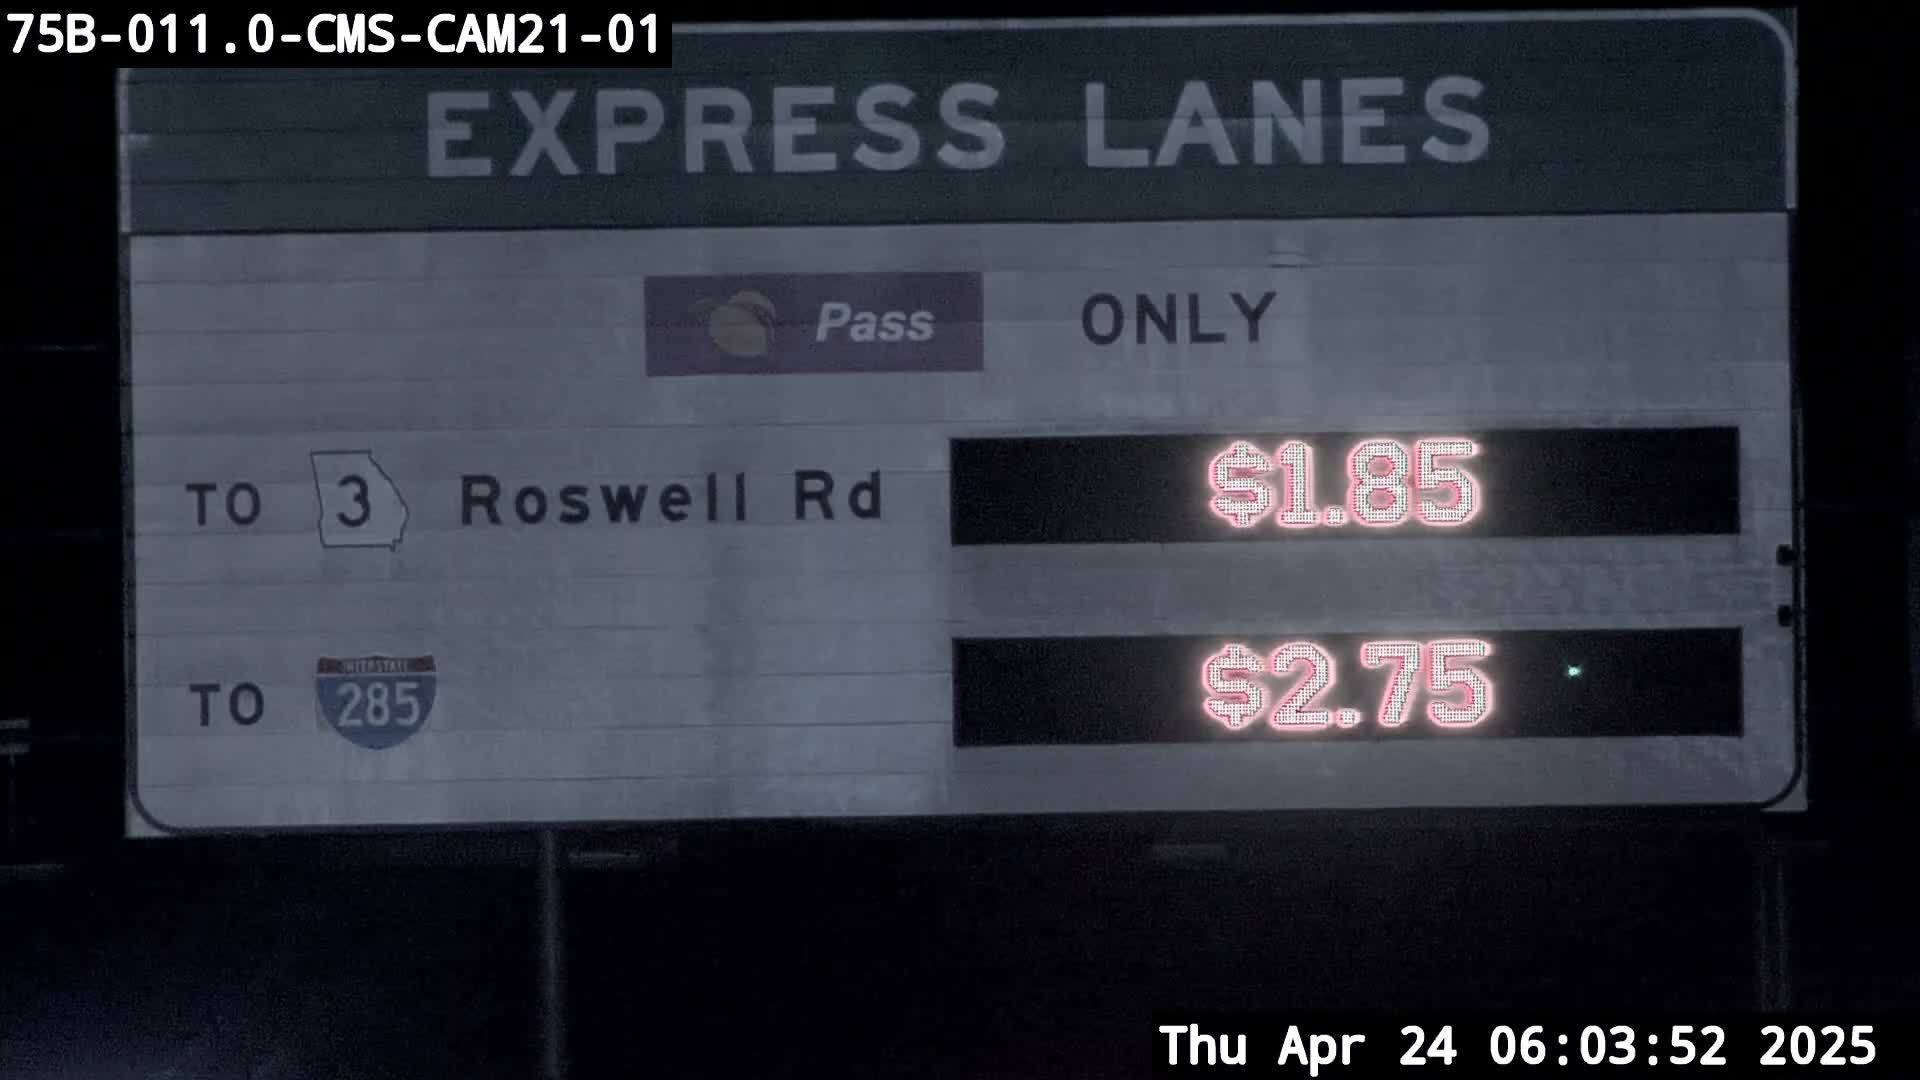 75B-011.0-CMS-CAM21-01
EXPRESS LANES
Pass ONLY
TO 3 Roswell Rd $1.85
TO INTERSTATE 285 $2.75
Thu Apr 24 06:03:52 2025